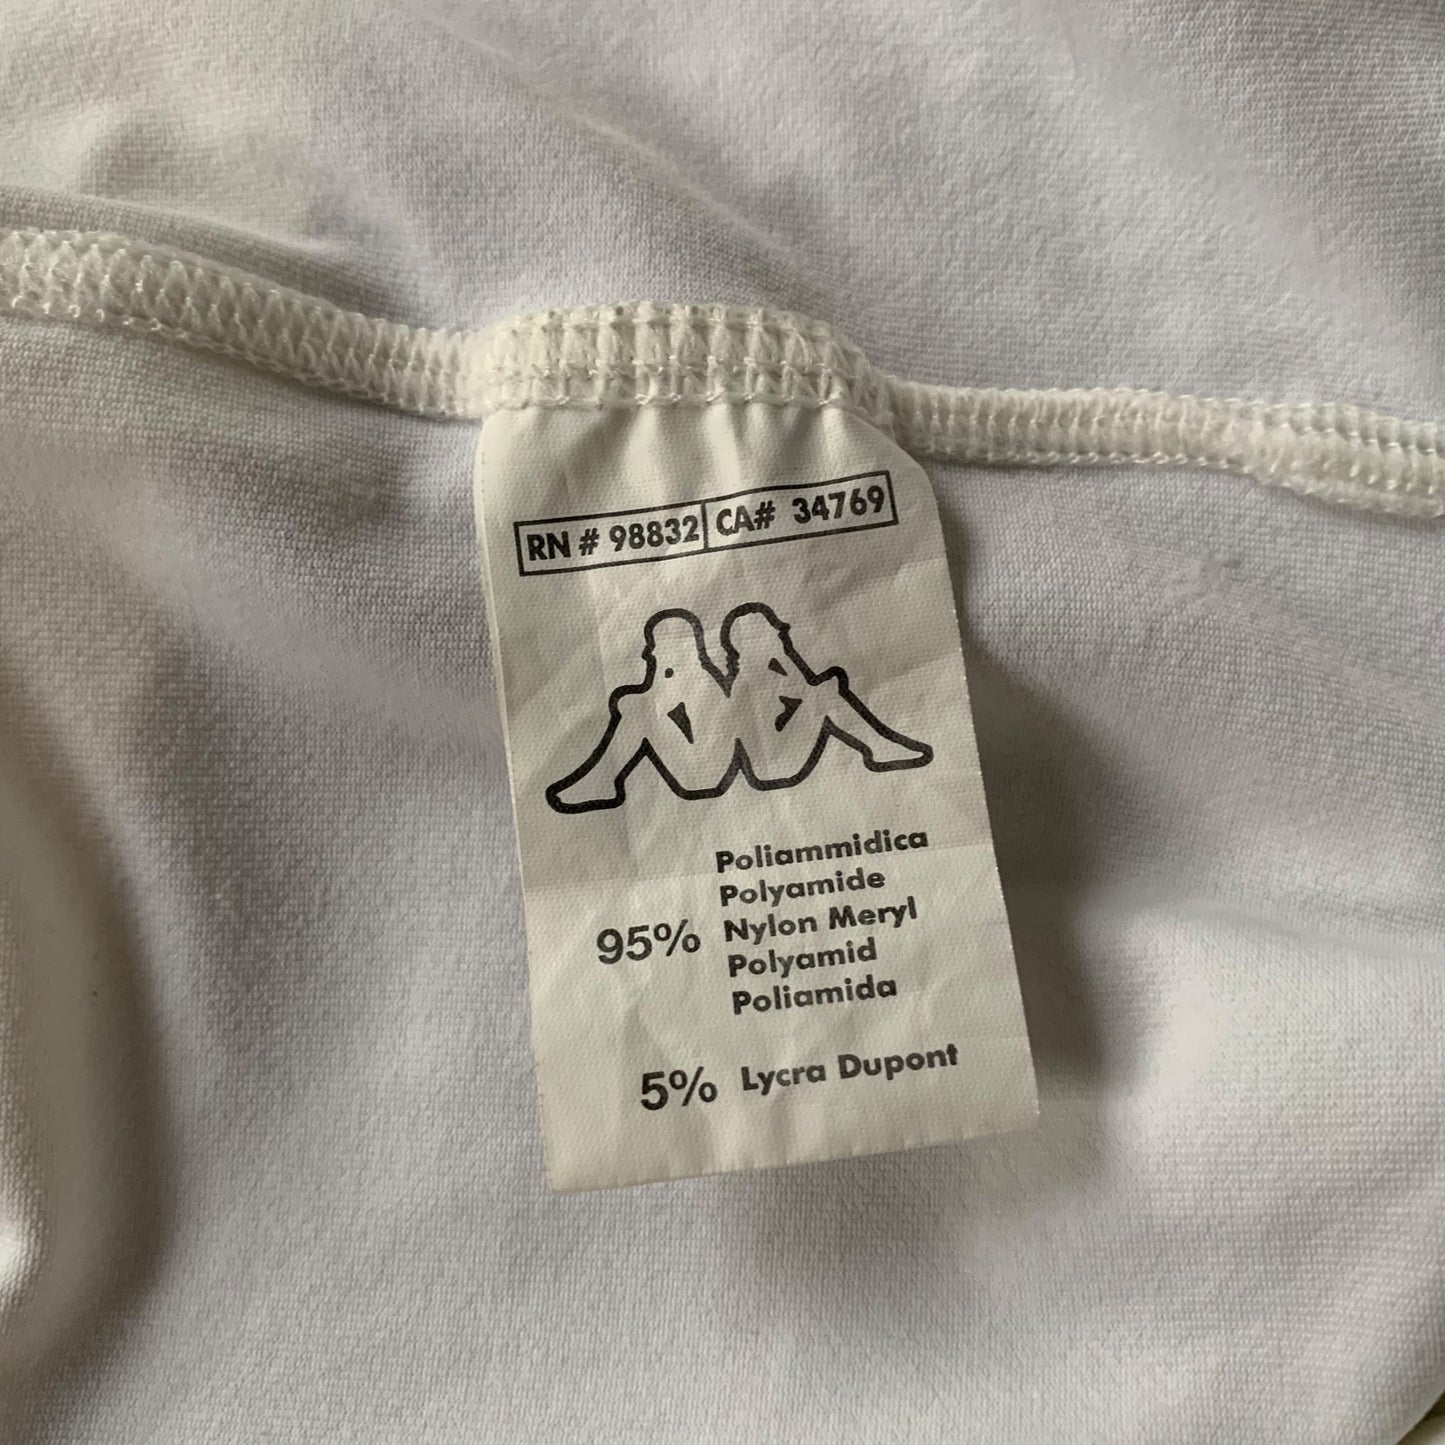 RN # 98832 CA# 34769
Poliammidica
Polyamide
95% Nylon Meryl
Polyamid
Poliamida
5% Lycra Dupont